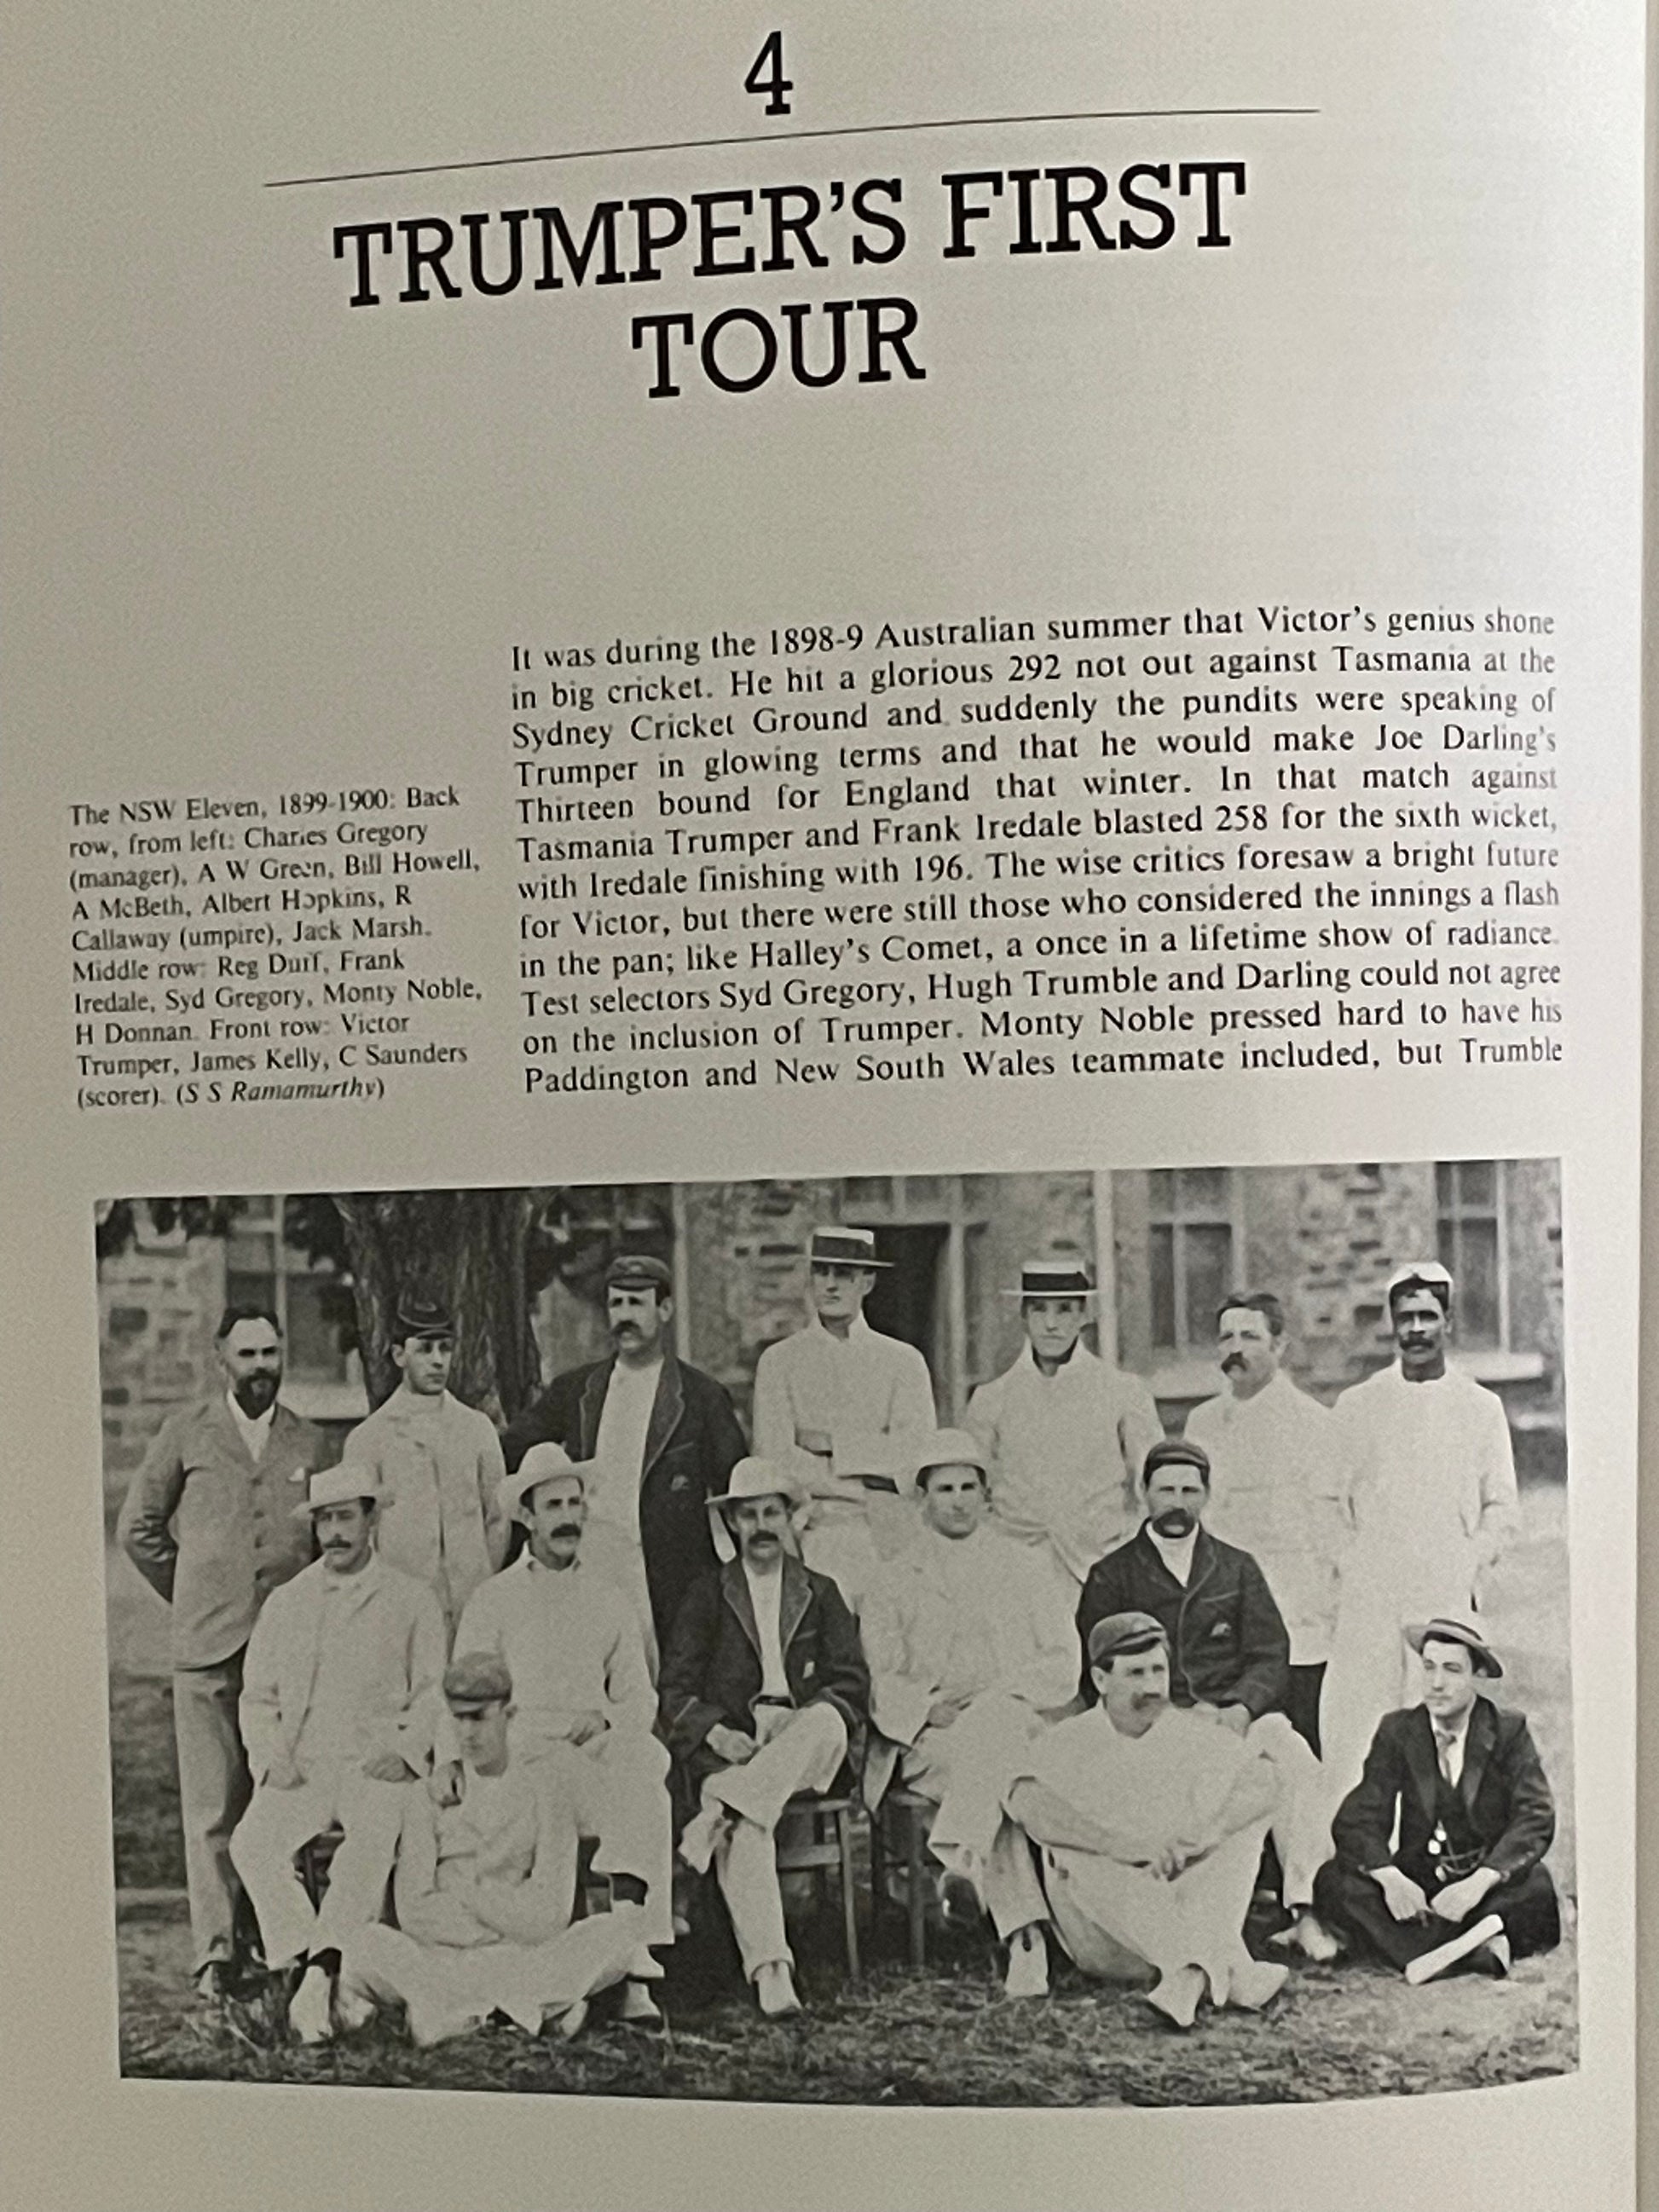 4
TRUMPER'S FIRST
TOUR
It was during the 1898-9 Australian summer that Victor's genius shone
in big cricket. He hit a glorious 292 not out against Tasmania at the
Sydney Cricket Ground and suddenly the pundits were speaking of
Trumper in glowing terms and that he would make Joe Darling's
Thirteen bound for England that winter. In that match against
Tasmania Trumper and Frank Iredale blasted 258 for the sixth wicket,
with Iredale finishing with 196. The wise critics foresaw a bright future
for Victor, but there were still those who considered the innings a flash
in the pan; like Halley's Comet, a once in a lifetime show of radiance.
Test selectors Syd Gregory, Hugh Trumble and Darling could not agree
on the inclusion of Trumper. Monty Noble pressed hard to have his
Paddington and New South Wales teammate included, but Trumble
The NSW Eleven, 1899-1900: Back
row, from left: Charles Gregory
(manager), A W Green, Bill Howell,
A McBeth, Albert Hopkins, R
Callaway (umpire), Jack Marsh.
Middle row: Reg Duff, Frank
Iredale, Syd Gregory, Monty Noble,
H Donnan. Front row: Victor
Trumper, James Kelly, C Saunders
(scorer). (S S Ramamurthy)